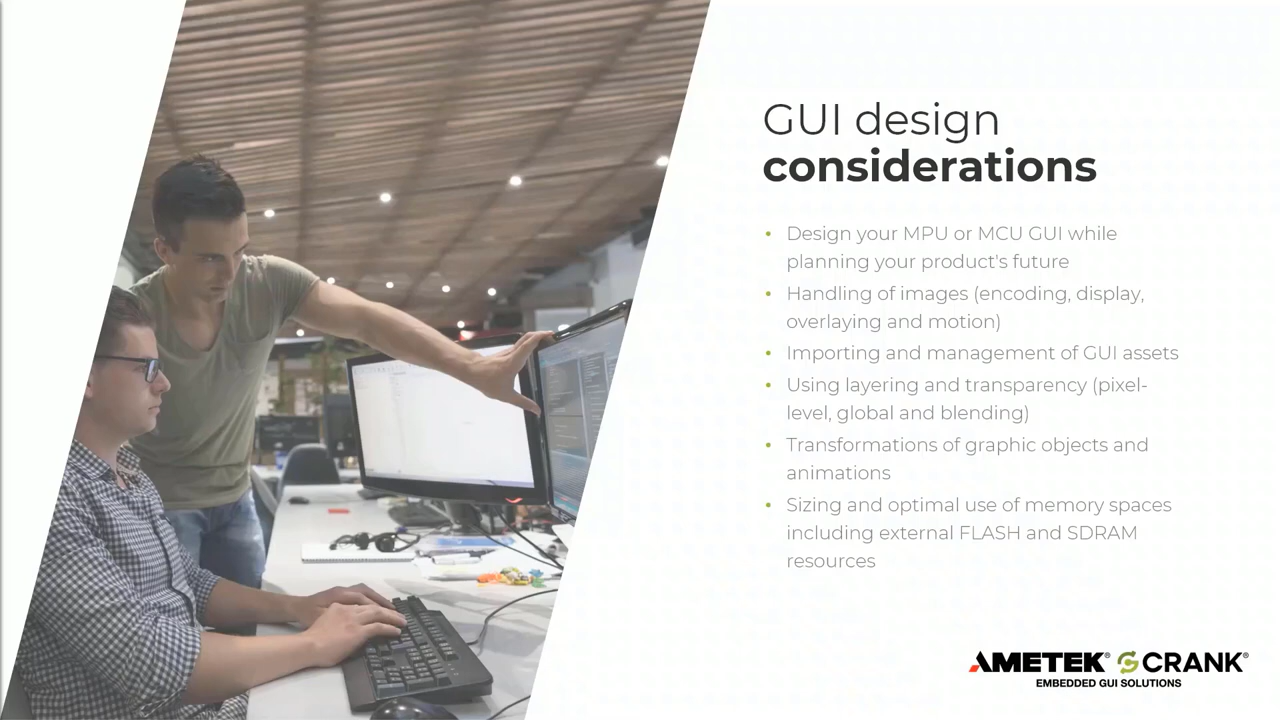 GUI design
considerations
• Design your MPU or MCU GUI while
planning your product's future
• Handling of images (encoding, display,
overlaying and motion)
• Importing and management of GUI assets
• Using layering and transparency (pixel-
level, global and blending)
• Transformations of graphic objects and
animations
• Sizing and optimal use of memory spaces
including external FLASH and SDRAM
resources
AMETEK® CRANK®
EMBEDDED GUI SOLUTIONS